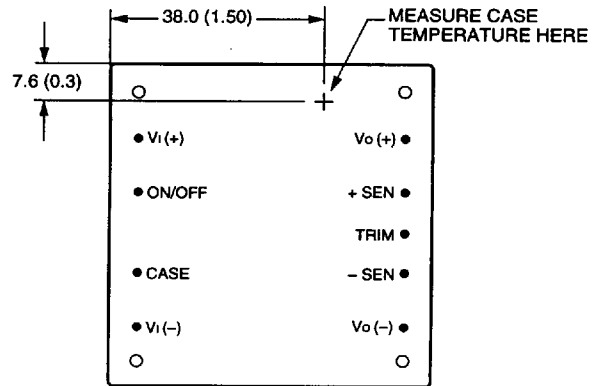 38.0 (1.50)
MEASURE CASE
TEMPERATURE HERE
7.6 (0.3)
VI (+)
VO (+)
ON/OFF
+ SEN
TRIM
CASE
– SEN
VI (–)
VO (–)